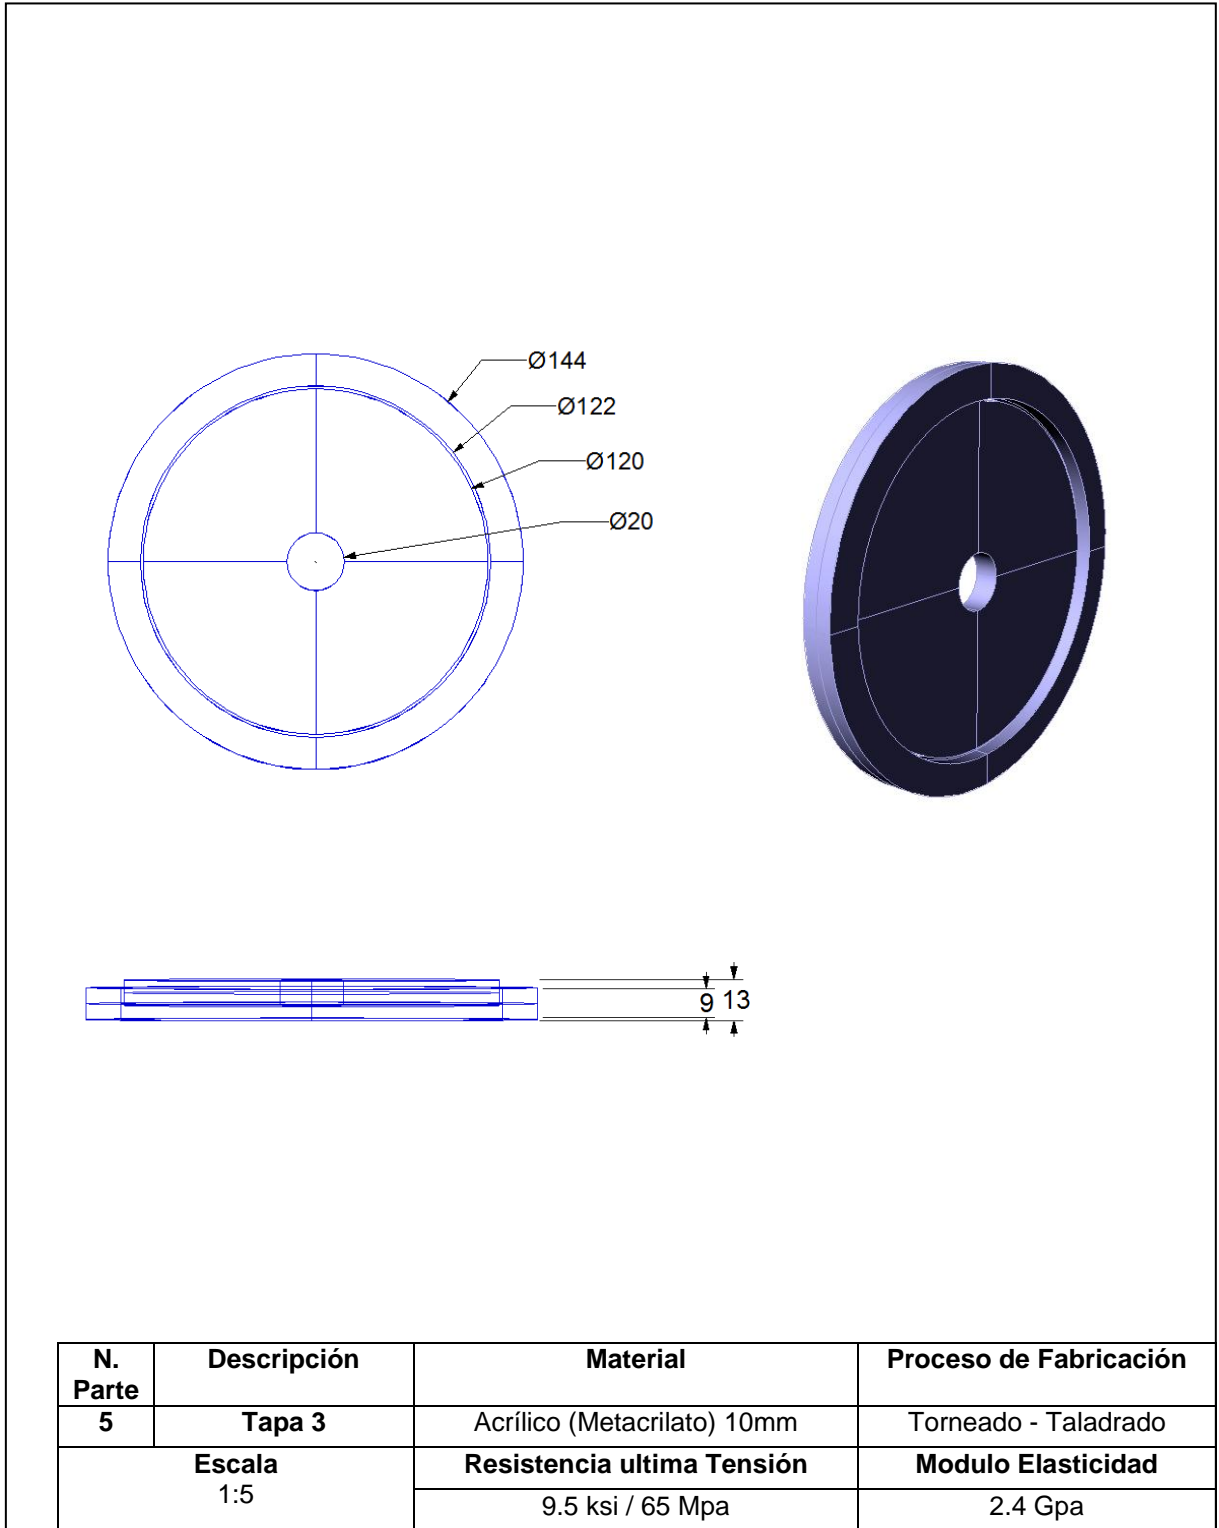 Ø144
Ø122
Ø120
Ø20
9 13
N. Parte Descripción Material Proceso de Fabricación
5 Tapa 3 Acrílico (Metacrilato) 10mm Torneado - Taladrado
Escala Resistencia ultima Tensión Modulo Elasticidad
1:5 9.5 ksi / 65 Mpa 2.4 Gpa